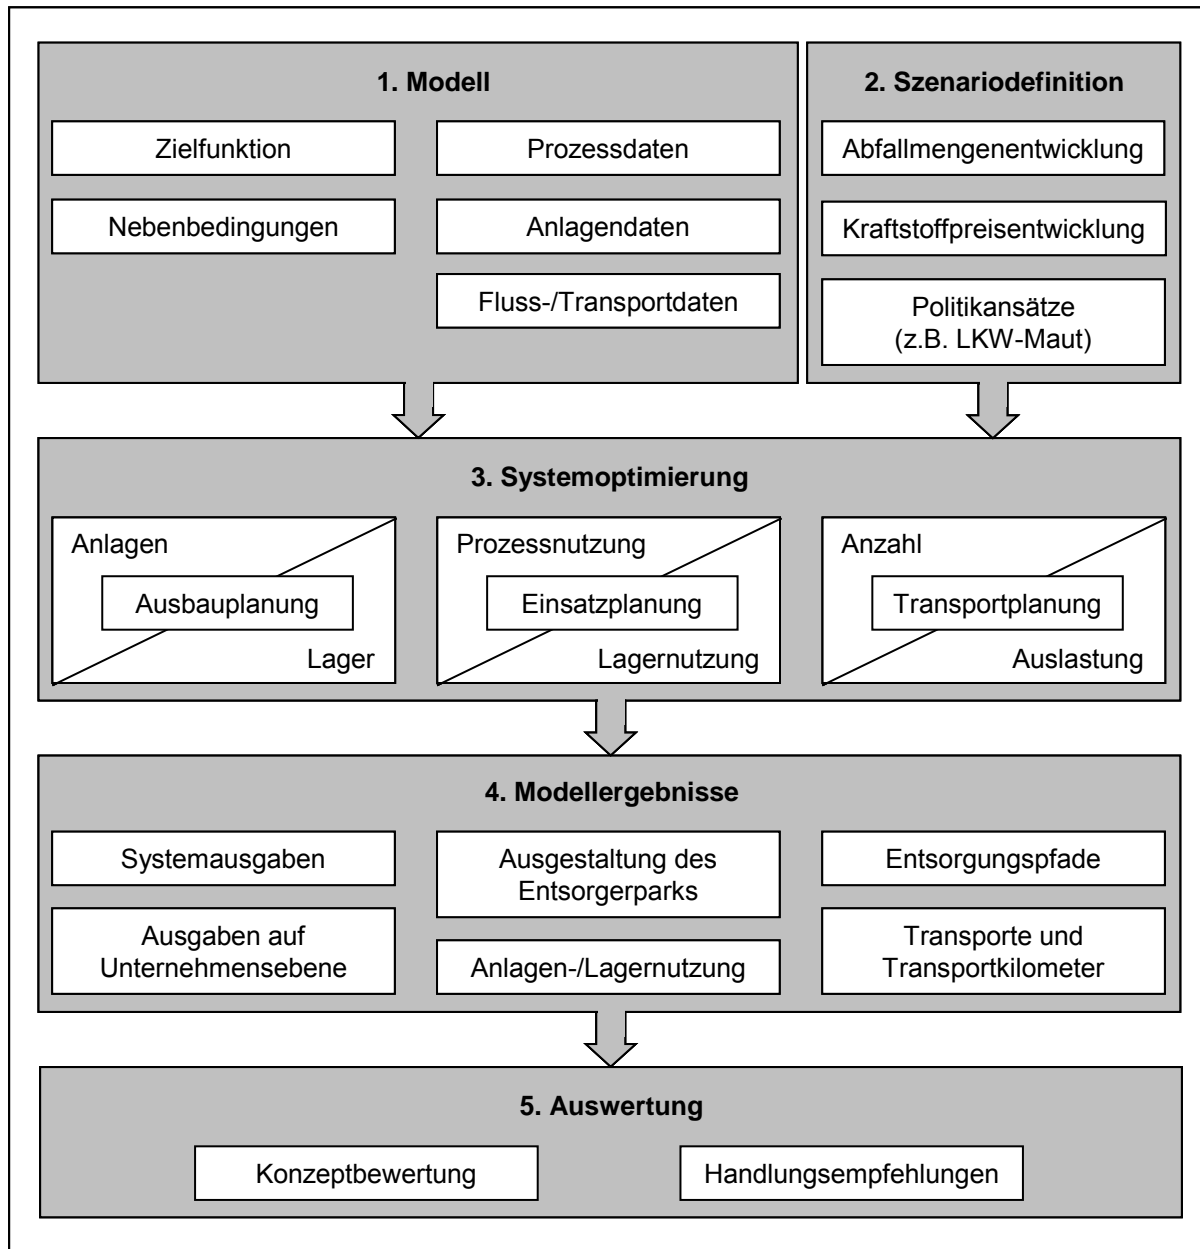 1. Modell
Zielfunktion
Prozessdaten
Nebenbedingungen
Anlagendaten
Fluss-/Transportdaten
2. Szenariodefinition
Abfallmengenentwicklung
Kraftstoffpreisentwicklung
Politikansätze
(z.B. LKW-Maut)
3. Systemoptimierung
Anlagen
Ausbauplanung
Lager
Prozessnutzung
Einsatzplanung
Lagernutzung
Anzahl
Transportplanung
Auslastung
4. Modellergebnisse
Systemausgaben
Ausgaben auf
Unternehmensebene
Ausgestaltung des
Entsorgerparks
Anlagen-/Lagernutzung
Entsorgungspfade
Transporte und
Transportkilometer
5. Auswertung
Konzeptbewertung
Handlungsempfehlungen